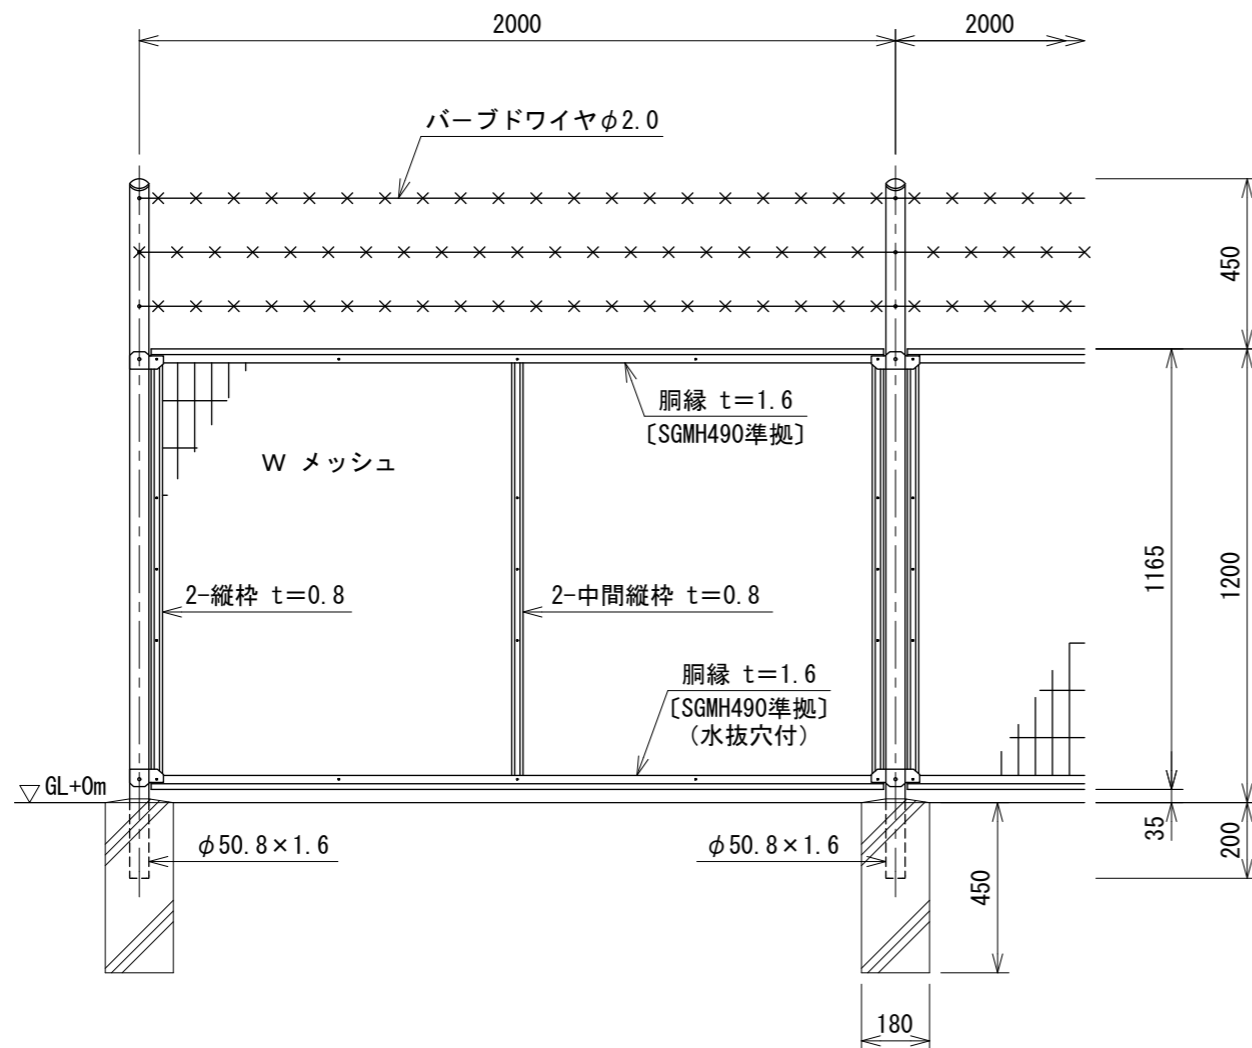 2000
2000
バーブドワイヤφ2.0
450
胴縁 t=1.6
〔SGMH490準拠〕
W メッシュ
1165
1200
2-縦枠 t=0.8
2-中間縦枠 t=0.8
胴縁 t=1.6
〔SGMH490準拠〕
(水抜穴付)
GL+0m
φ50.8×1.6
φ50.8×1.6
35
200
450
180